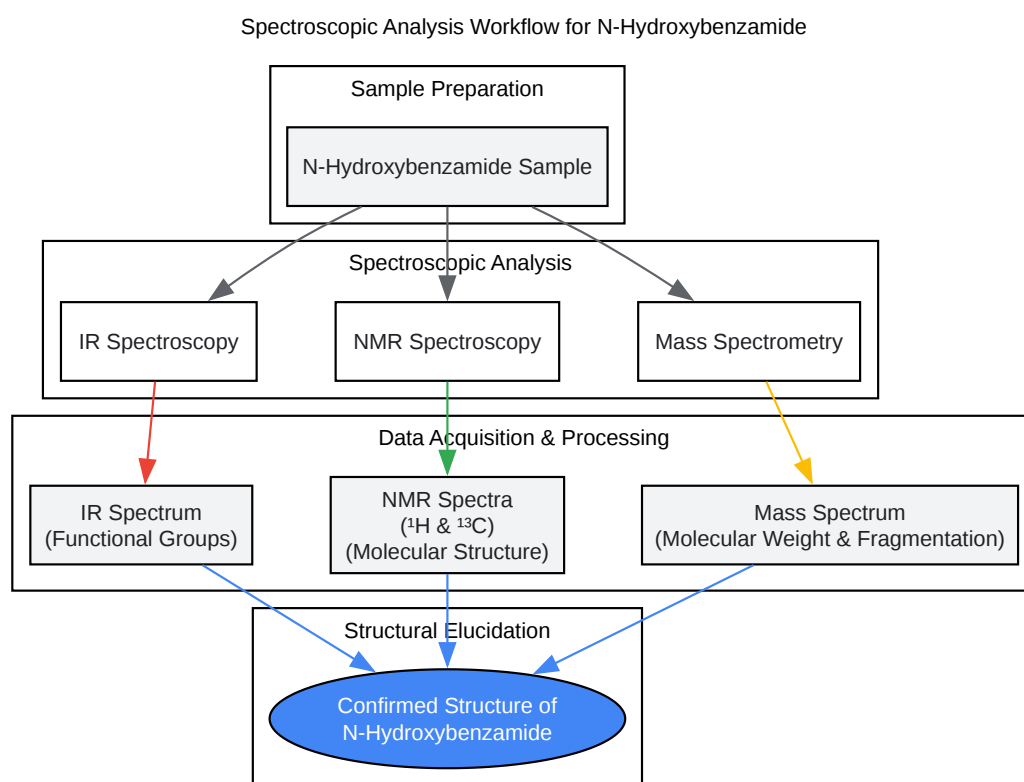 Spectroscopic Analysis Workflow for N-Hydroxybenzamide
Sample Preparation
N-Hydroxybenzamide Sample
Spectroscopic Analysis
IR Spectroscopy
NMR Spectroscopy
Mass Spectrometry
Data Acquisition & Processing
IR Spectrum
(Functional Groups)
NMR Spectra
(¹H & ¹³C)
(Molecular Structure)
Mass Spectrum
(Molecular Weight & Fragmentation)
Structural Elucidation
Confirmed Structure of
N-Hydroxybenzamide